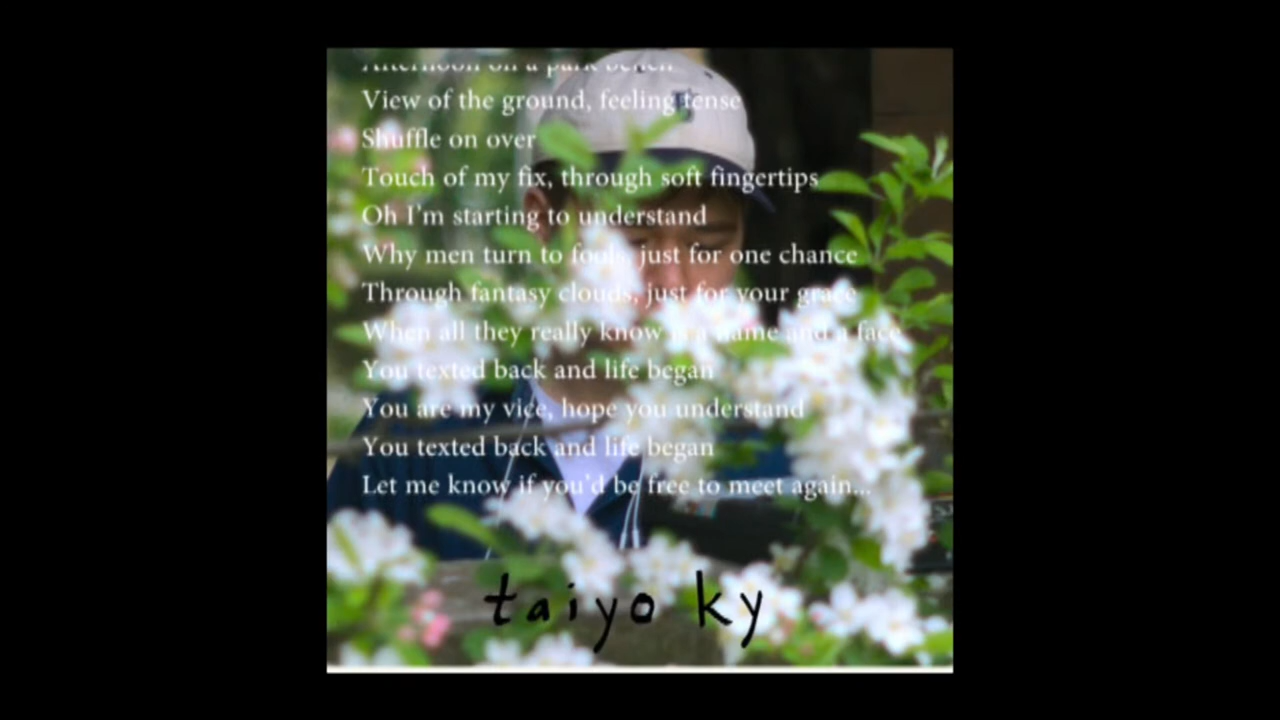 Afternoon on a park bench
View of the ground, feeling tense
Shuffle on over
Touch of my fix, through soft fingertips
Oh I'm starting to understand
Why men turn to fools, just for one chance
Through fantasy clouds, just for your grace
When all they really know is a name and a face
You texted back and life began
You are my vice, hope you understand
You texted back and life began
Let me know if you'd be free to meet again...
taiyo ky